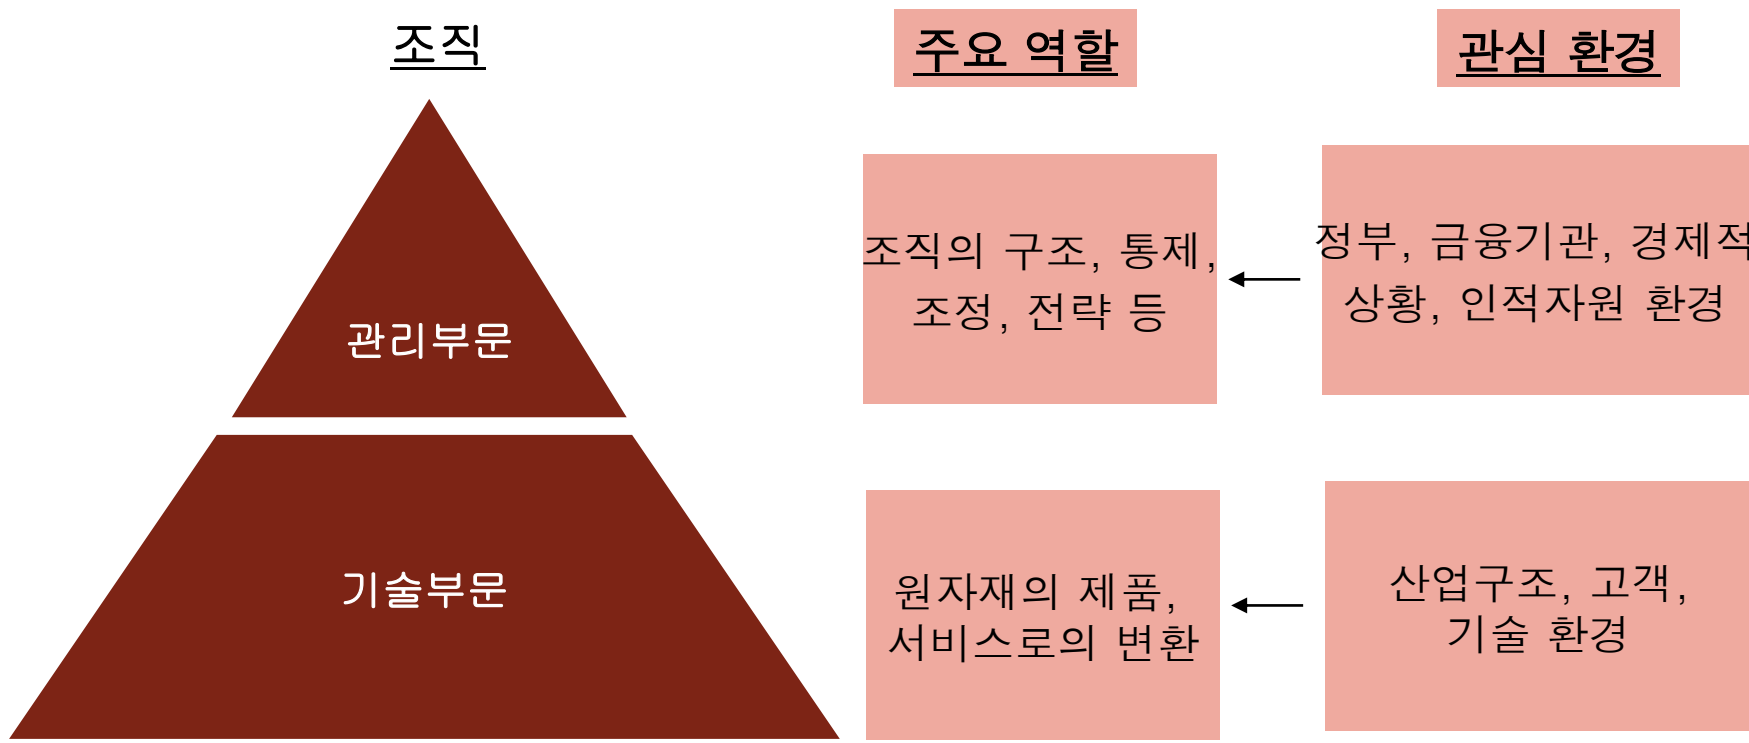 조직
주요 역할
관심 환경
관리부문
조직의 구조, 통제,
조정, 전략 등
정부, 금융기관, 경제적
상황, 인적자원 환경
기술부문
원자재의 제품,
서비스로의 변환
산업구조, 고객,
기술 환경